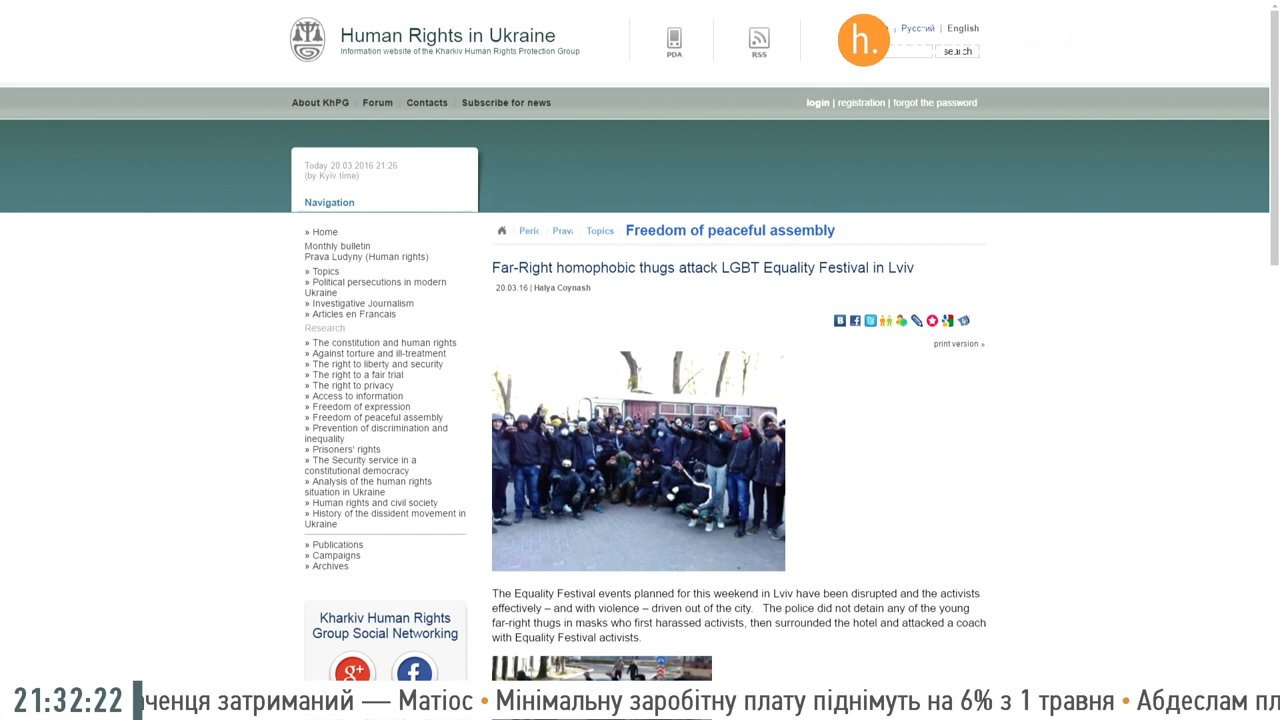 Human Rights in Ukraine
Information website of the Kharkiv Human Rights Protection Group
PDA
RSS
h.
Русский | English
search
About KhPG
Forum
Contacts
Subscribe for news
login | registration | forgot the password
Today 20.03.2016 21:26
(by Kyiv time)
Navigation
» Home
Monthly bulletin
Prava Ludyny (Human rights)
» Topics
» Political persecutions in modern
Ukraine
» Investigative Journalism
» Articles en Francais
Research
» The constitution and human rights
» Against torture and ill-treatment
» The right to liberty and security
» The right to a fair trial
» The right to privacy
» Access to information
» Freedom of expression
» Freedom of peaceful assembly
» Prevention of discrimination and
inequality
» Prisoners' rights
» The Security service in a
constitutional democracy
» Analysis of the human rights
situation in Ukraine
» Human rights and civil society
» History of the dissident movement in
Ukraine
» Publications
» Campaigns
» Archives
Kharkiv Human Rights
Group Social Networking
Topics
Freedom of peaceful assembly
Far-Right homophobic thugs attack LGBT Equality Festival in Lviv
20.03.16 | Halya Coynash
print version »
The Equality Festival events planned for this weekend in Lviv have been disrupted and the activists
effectively – and with violence – driven out of the city. The police did not detain any of the young
far-right thugs in masks who first harassed activists, then surrounded the hotel and attacked a coach
with Equality Festival activists.
21:32:22
затриманий — Матіос • Мінімальну заробітну плату піднімуть на 6% з 1 травня • Абдеслам